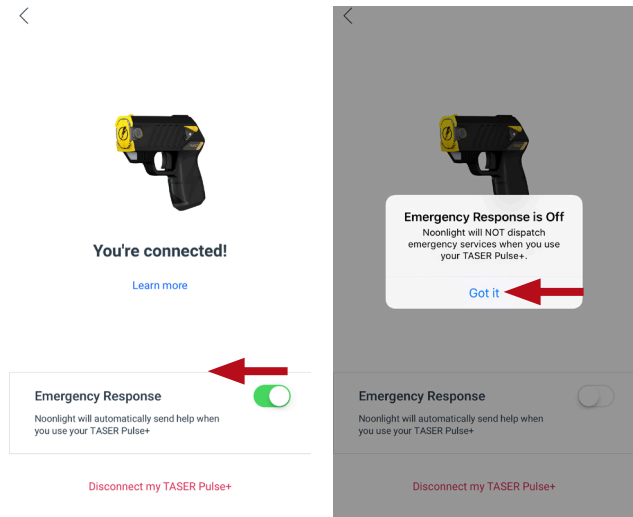 You're connected!
Learn more
Emergency Response
Noonlight will automatically send help when
you use your TASER Pulse+
Disconnect my TASER Pulse+
Emergency Response is Off
Noonlight will NOT dispatch
emergency services when you use
your TASER Pulse+.
Got it
Emergency Response
Noonlight will automatically send help when
you use your TASER Pulse+
Disconnect my TASER Pulse+